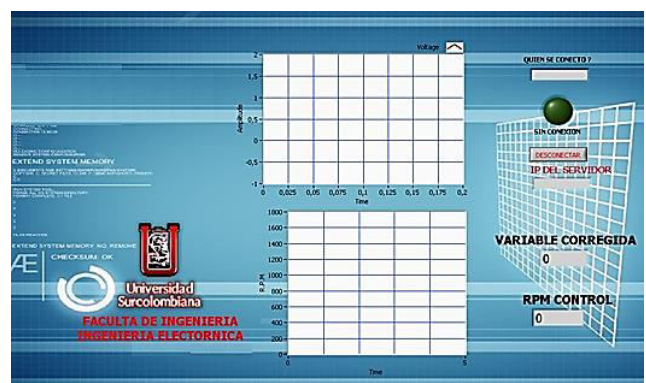 Voltage
QUIEN SE CONECTO ?
2
1,5
1
0,5
0
-0,5
-1
Amplitude
0 0,025 0,05 0,075 0,1 0,125 0,15 0,175 0,2
Time
SIN CONEXION
DESCONECTAR
IP DEL SERVIDOR
EXTEND SYSTEM MEMORY
1800
1600
1400
1200
1000
800
600
400
200
R.P.M.
0 5
Time
VARIABLE CORREGIDA
0
RPM CONTROL
0
EXTEND SYSTEM MEMORY NO. REMOVE
Æ CHECKSUM OK
Universidad
Surcolombiana
FACULTA DE INGENIERIA
INGENIERIA ELECTORNICA